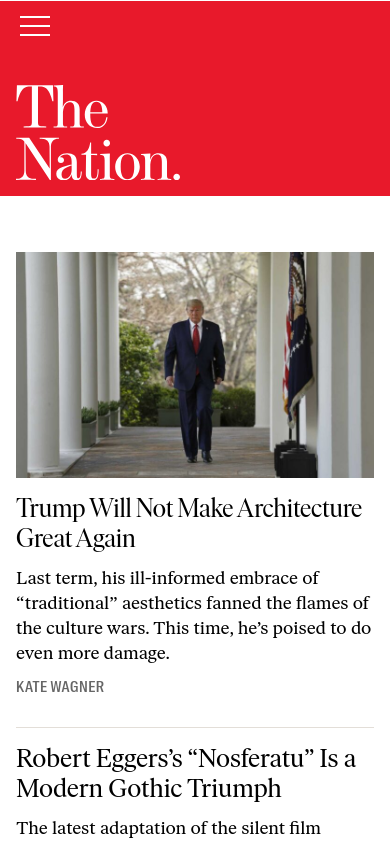 The
Nation.
Trump Will Not Make Architecture
Great Again
Last term, his ill-informed embrace of
“traditional” aesthetics fanned the flames of
the culture wars. This time, he’s poised to do
even more damage.
KATE WAGNER
Robert Eggers’s “Nosferatu” Is a
Modern Gothic Triumph
The latest adaptation of the silent film